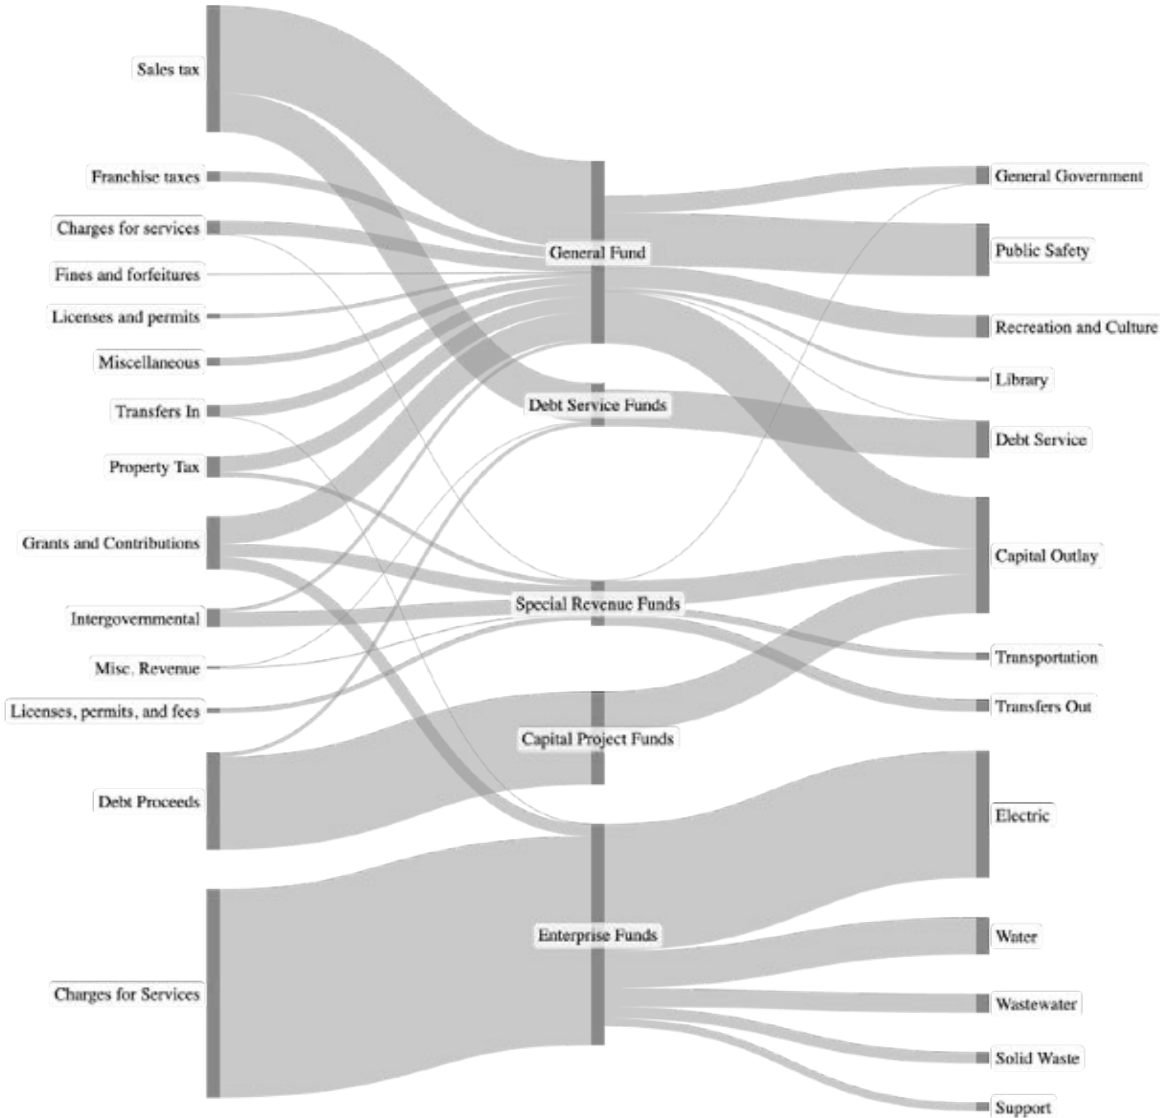 Sales tax
Franchise taxes
Charges for services
Fines and forfeitures
Licenses and permits
Miscellaneous
Transfers In
Property Tax
Grants and Contributions
Intergovernmental
Misc. Revenue
Licenses, permits, and fees
Debt Proceeds
Charges for Services
General Fund
Debt Service Funds
Special Revenue Funds
Capital Project Funds
Enterprise Funds
General Government
Public Safety
Recreation and Culture
Library
Debt Service
Capital Outlay
Transportation
Transfers Out
Electric
Water
Wastewater
Solid Waste
Support